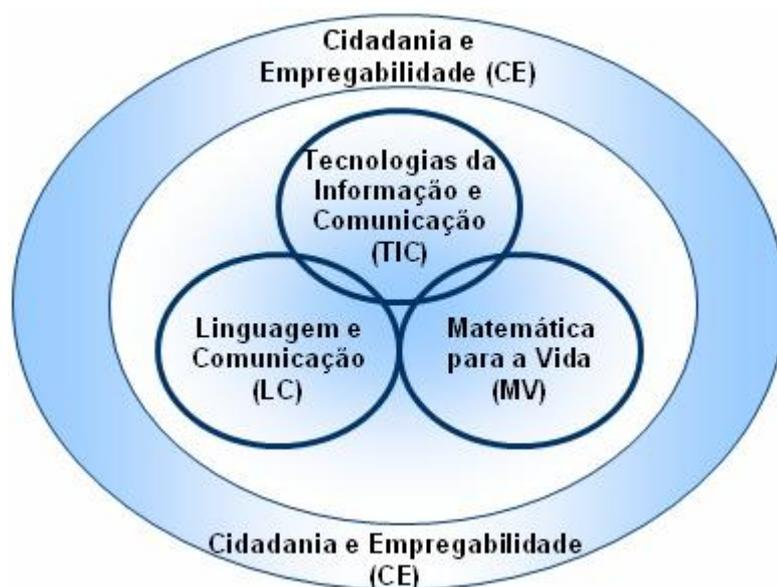 Cidadania e
Empregabilidade (CE)
Tecnologias da
Informação e
Comunicação
(TIC)
Linguagem e
Comunicação
(LC)
Matemática
para a Vida
(MV)
Cidadania e Empregabilidade
(CE)